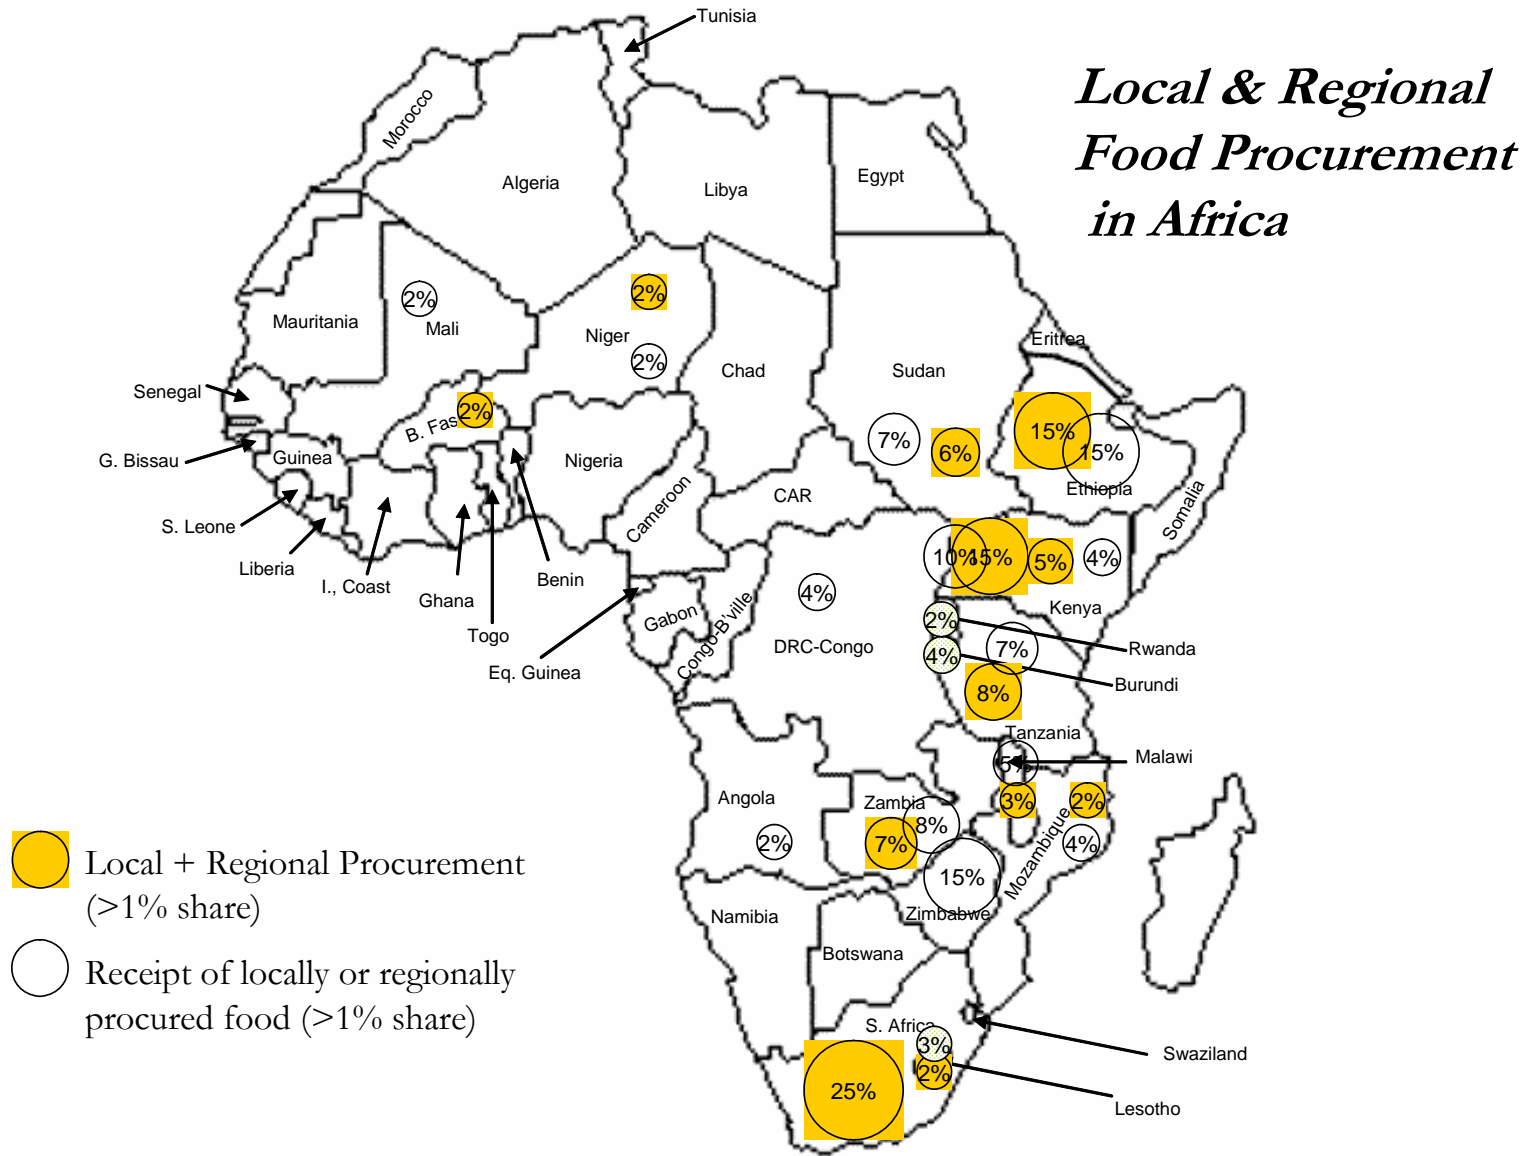 Tunisia
Local & Regional
Food Procurement
in Africa
Morocco
Algeria
Libya
Egypt
2%
2%
Mauritania
Mali
Niger
Eritrea
2%
Chad
Sudan
Senegal
2%
B. Fas
15%
7%
6%
15%
G. Bissau
Guinea
Nigeria
Ethiopia
CAR
Cameroon
Somalia
S. Leone
Liberia
I., Coast
Ghana
Togo
Benin
Eq. Guinea
10%
15%
5%
4%
4%
Kenya
Gabon
Congo-B'ville
DRC-Congo
2%
Rwanda
7%
4%
Burundi
8%
Tanzania
Malawi
5%
Angola
Zambia
3%
2%
8%
7%
2%
4%
Mozambique
15%
Zimbabwe
Namibia
Botswana
Local + Regional Procurement
(>1% share)
Receipt of locally or regionally
procured food (>1% share)
S. Africa
3%
2%
25%
Swaziland
Lesotho